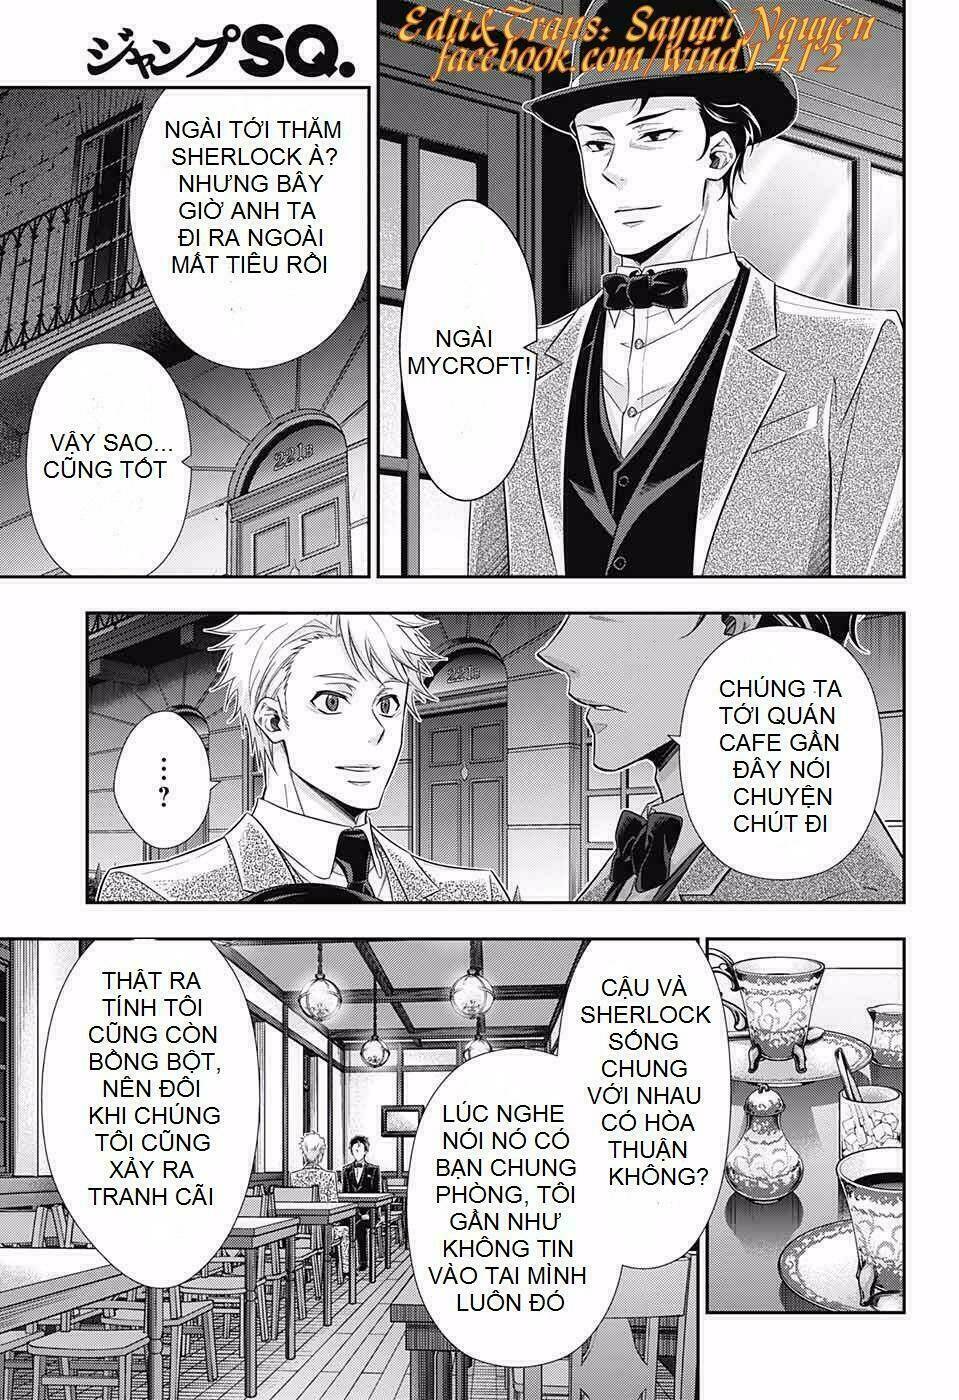 ジャンプSQ.
Edit&Trans: Sayuri Nguyen
facebook.com/wind1412
NGÀI
MYCROFT!
NGÀI TỚI THĂM
SHERLOCK À?
NHƯNG BÂY
GIỜ ANH TA
ĐI RA NGOÀI
MẤT TIÊU RỒI
VẬY SAO...
CŨNG TỐT
221B
CHÚNG TA
TỚI QUÁN
CAFE GẦN
ĐÂY NÓI
CHUYỆN
CHÚT ĐI
221B
...?
CẬU VÀ
SHERLOCK
SỐNG
CHUNG
VỚI NHAU
CÓ HÒA
THUẬN
KHÔNG?
LÚC NGHE
NÓI NÓ CÓ
BẠN CHUNG
PHÒNG, TÔI
GẦN NHƯ
KHÔNG TIN
VÀO TAI MÌNH
LUÔN ĐÓ
THẬT RA
TÍNH TÔI
CŨNG CÒN
BỒNG BỘT,
NÊN ĐÔI
KHI CHÚNG
TÔI CŨNG
XẢY RA
TRANH CÃI